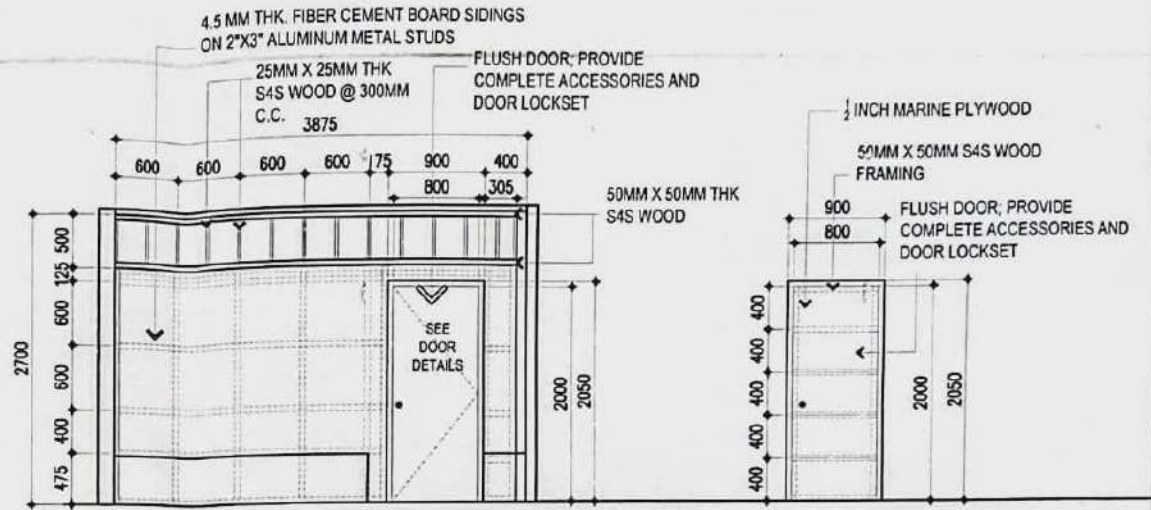 4.5 MM THK. FIBER CEMENT BOARD SIDINGS
ON 2"X3" ALUMINUM METAL STUDS
25MM X 25MM THK
S4S WOOD @ 300MM
C.C.
FLUSH DOOR; PROVIDE
COMPLETE ACCESSORIES AND
DOOR LOCKSET
3875
600
600
600
600
175
900
400
800
305
50MM X 50MM THK
S4S WOOD
2700
500
125
600
600
400
475
SEE
DOOR
DETAILS
2000
2050
½ INCH MARINE PLYWOOD
50MM X 50MM S4S WOOD
FRAMING
FLUSH DOOR; PROVIDE
COMPLETE ACCESSORIES AND
DOOR LOCKSET
900
800
400
400
400
400
400
2000
2050